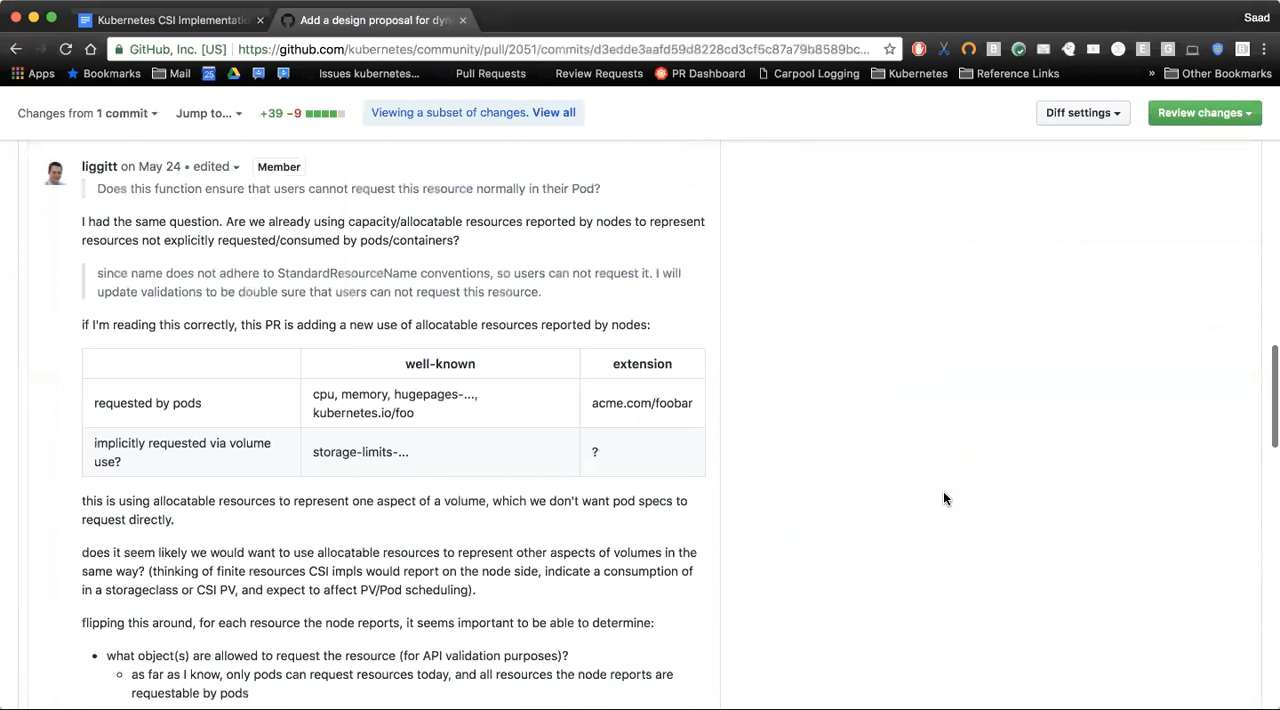 Kubernetes CSI Implementatio
Add a design proposal for dyn
Saad
GitHub, Inc. [US]
https://github.com/kubernetes/community/pull/2051/commits/d3edde3aafd59d8228cd3cf5c87a79b8589bc...
Apps
Bookmarks
Mail
Issues kubernetes...
Pull Requests
Review Requests
PR Dashboard
Carpool Logging
Kubernetes
Reference Links
»
Other Bookmarks
Changes from 1 commit
Jump to...
+39 −9
Viewing a subset of changes. View all
Diff settings
Review changes
liggitt on May 24 • edited
Member
Does this function ensure that users cannot request this resource normally in their Pod?
I had the same question. Are we already using capacity/allocatable resources reported by nodes to represent
resources not explicitly requested/consumed by pods/containers?
since name does not adhere to StandardResourceName conventions, so users can not request it. I will
update validations to be double sure that users can not request this resource.
if I'm reading this correctly, this PR is adding a new use of allocatable resources reported by nodes:
well-known
extension
requested by pods
cpu, memory, hugepages-...,
kubernetes.io/foo
acme.com/foobar
implicitly requested via volume
use?
storage-limits-...
?
this is using allocatable resources to represent one aspect of a volume, which we don't want pod specs to
request directly.
does it seem likely we would want to use allocatable resources to represent other aspects of volumes in the
same way? (thinking of finite resources CSI impls would report on the node side, indicate a consumption of
in a storageclass or CSI PV, and expect to affect PV/Pod scheduling).
flipping this around, for each resource the node reports, it seems important to be able to determine:
• what object(s) are allowed to request the resource (for API validation purposes)?
as far as I know, only pods can request resources today, and all resources the node reports are
requestable by pods